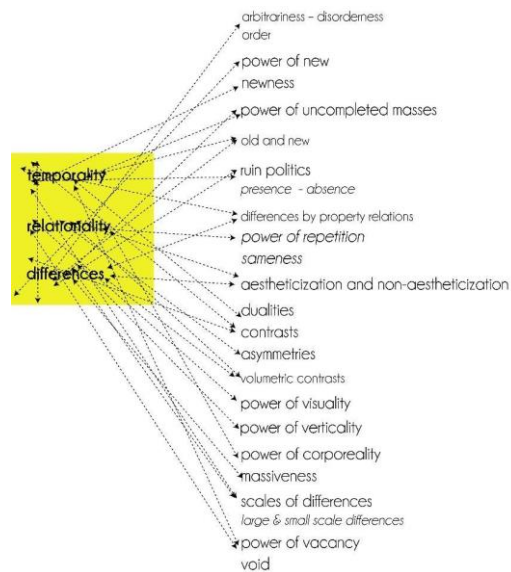 arbitrariness - disorderness
order
power of new
newness
power of uncompleted masses
old and new
temporality
ruin politics
presence - absence
differences by property relations
relationality
power of repetition
sameness
differences
aestheticization and non-aestheticization
dualities
contrasts
asymmetries
volumetric contrasts
power of visuality
power of verticality
power of corporeality
massiveness
scales of differences
large & small scale differences
power of vacancy
void